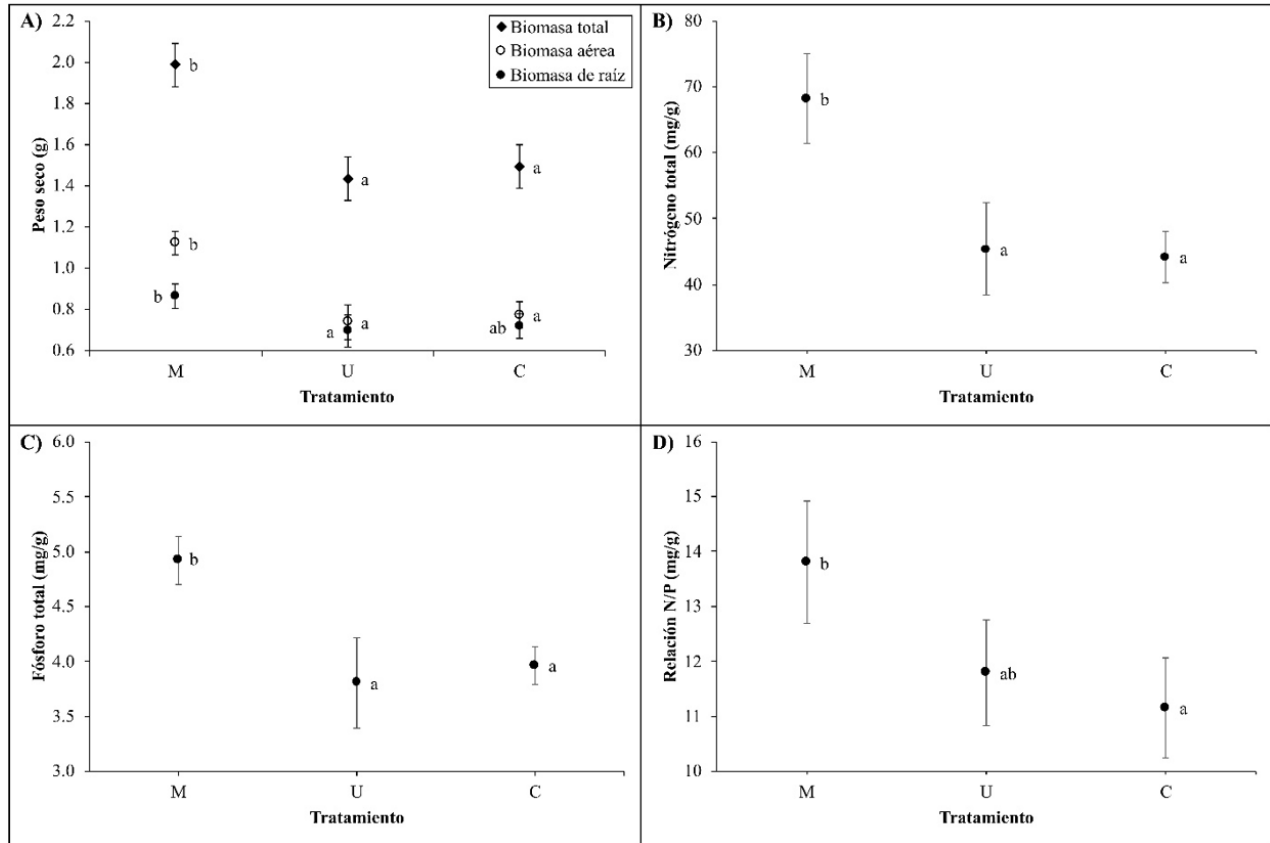 A)
Biomasa total
Biomasa aérea
Biomasa de raíz
Peso seco (g)
2.2
2.0
1.8
1.6
1.4
1.2
1.0
0.8
0.6
b
b
b
a
a
a
a
a
ab
M U C
Tratamiento
B)
Nitrógeno total (mg/g)
80
70
60
50
40
30
b
a
a
M U C
Tratamiento
C)
Fósforo total (mg/g)
6.0
5.5
5.0
4.5
4.0
3.5
3.0
b
a
a
M U C
Tratamiento
D)
Relación N/P (mg/g)
16
15
14
13
12
11
10
b
ab
a
M U C
Tratamiento